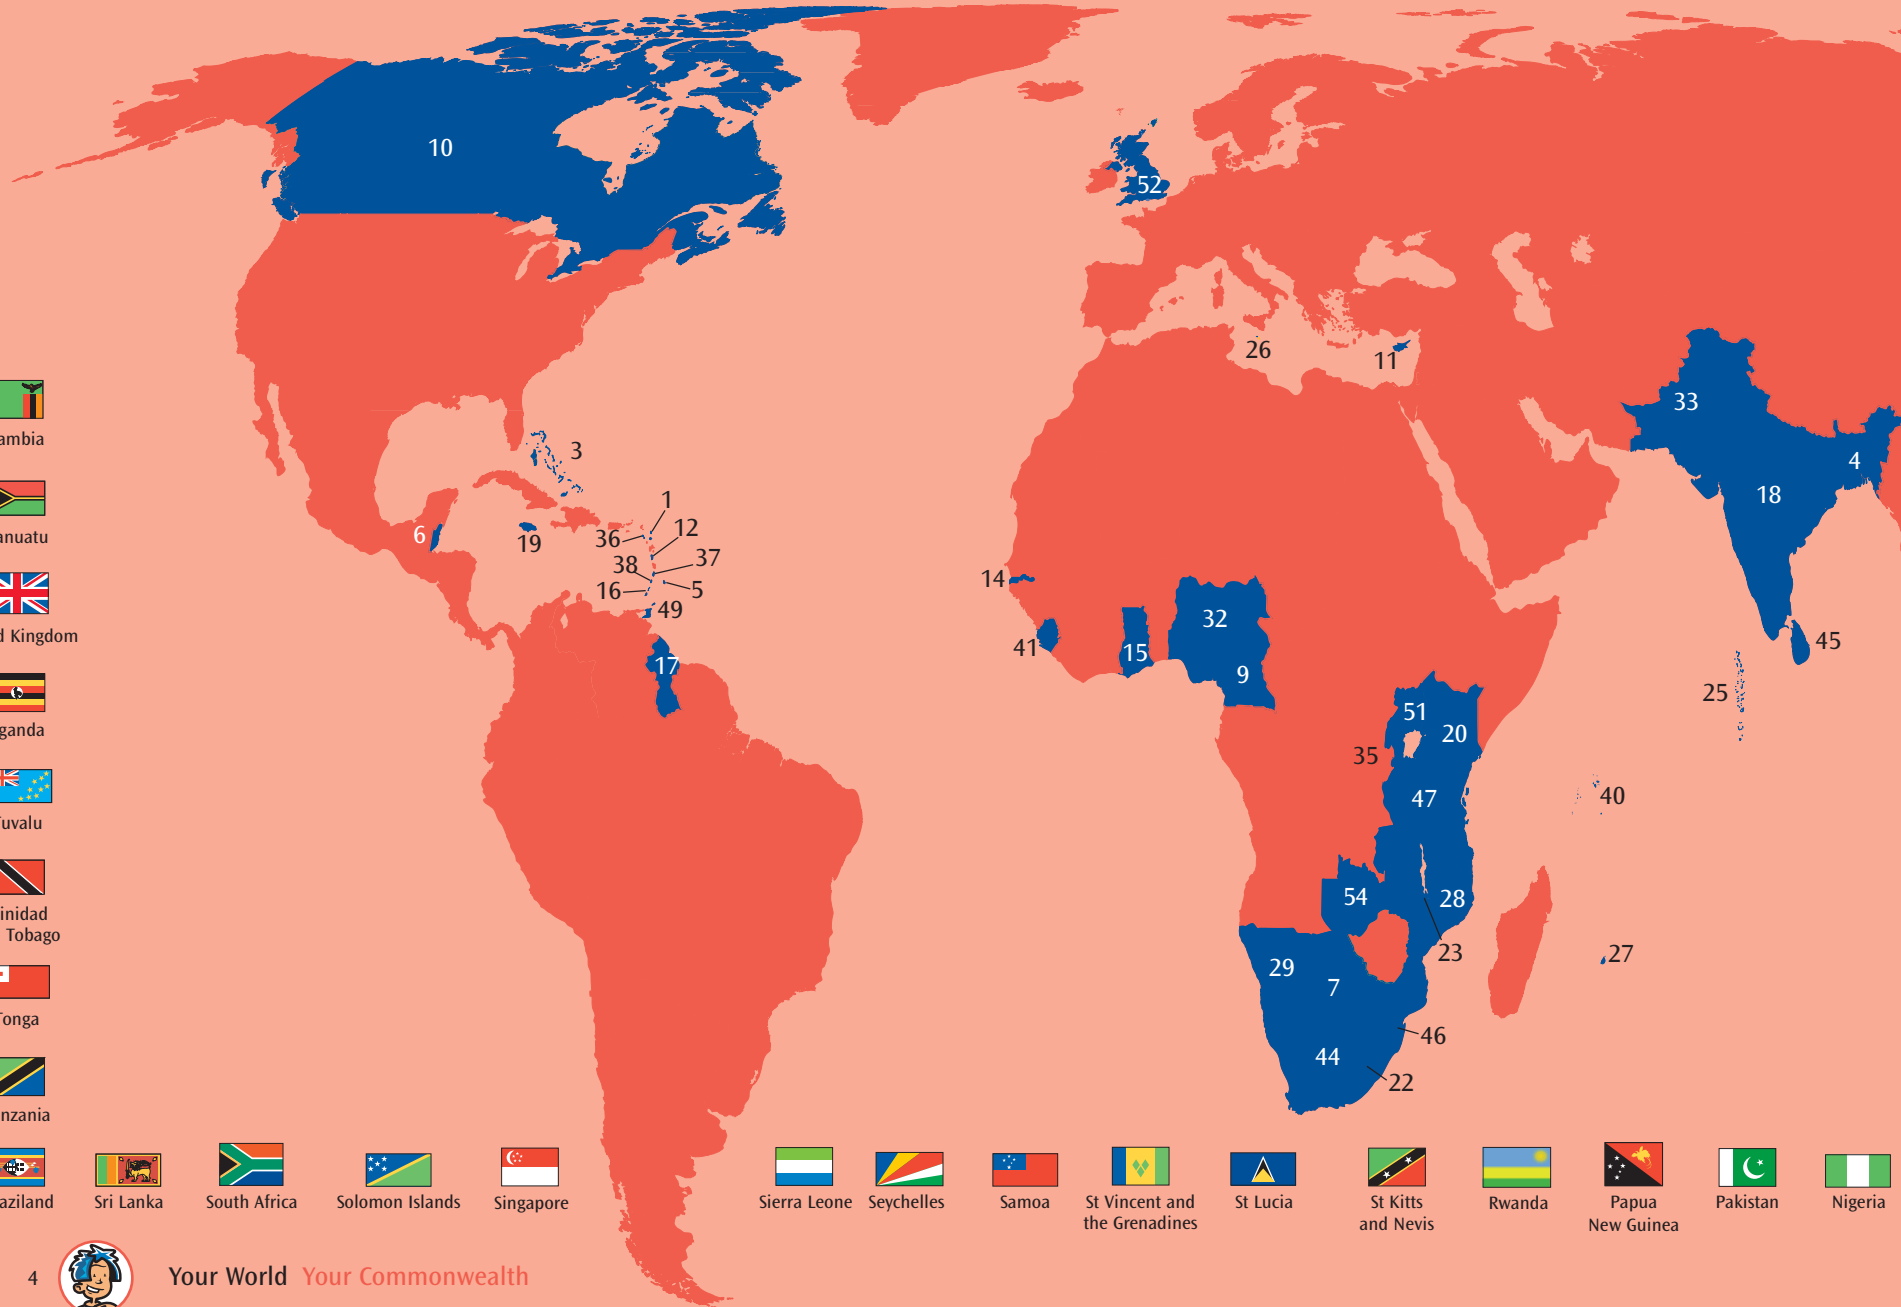 10
52
26
11
33
4
18
3
1
12
6
19
36
37
38
16
5
49
14
32
41
15
9
17
45
25
51
20
35
47
40
54
28
23
29
7
27
46
44
22
ambia
anuatu
d Kingdom
ganda
uvalu
inidad
Tobago
onga
nzania
aziland
Sri Lanka
South Africa
Solomon Islands
Singapore
Sierra Leone
Seychelles
Samoa
St Vincent and
the Grenadines
St Lucia
St Kitts
and Nevis
Rwanda
Papua
New Guinea
Pakistan
Nigeria
4
Your World Your Commonwealth